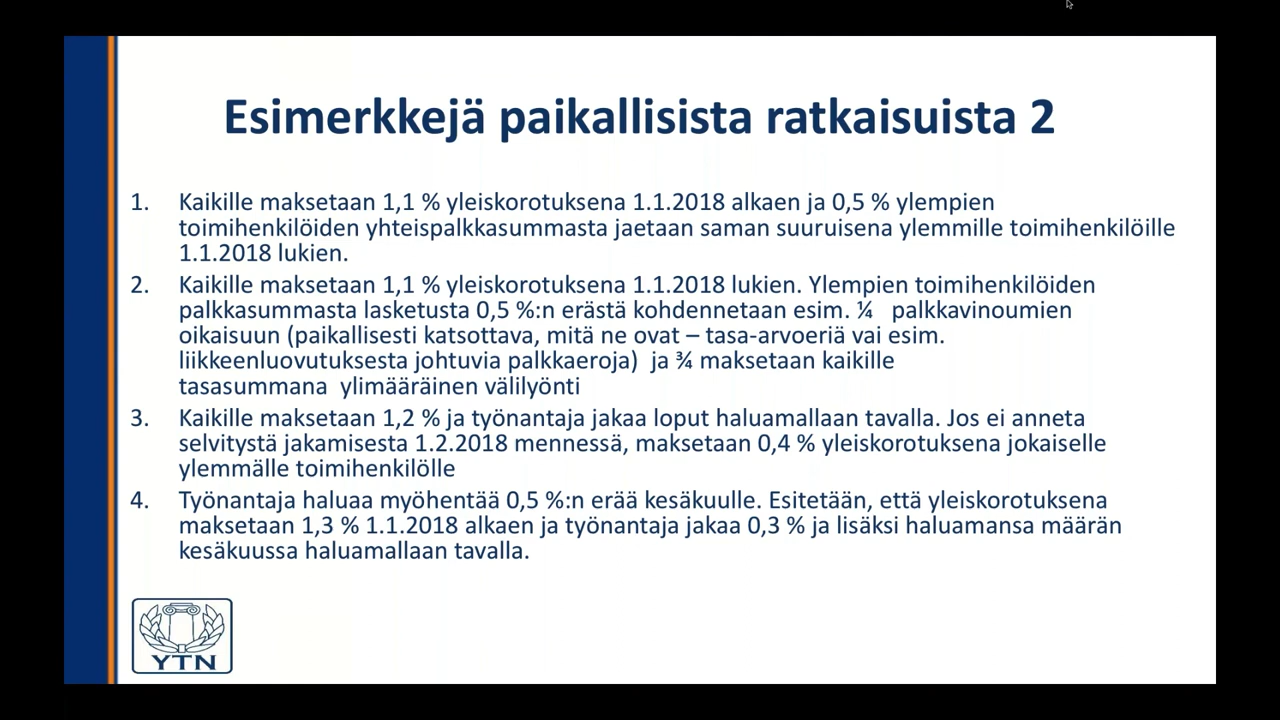 Esimerkkejä paikallisista ratkaisuista 2
1. Kaikille maksetaan 1,1 % yleiskorotuksena 1.1.2018 alkaen ja 0,5 % ylempien
toimihenkilöiden yhteispalkkasummasta jaetaan saman suuruisena ylemmille toimihenkilöille
1.1.2018 lukien.
2. Kaikille maksetaan 1,1 % yleiskorotuksena 1.1.2018 lukien. Ylempien toimihenkilöiden
palkkasummasta lasketusta 0,5 %:n erästä kohdennetaan esim. ¼ palkkavinoumien
oikaisuun (paikallisesti katsottava, mitä ne ovat – tasa-arvoeriä vai esim.
liikkeenluovutuksesta johtuvia palkkaeroja) ja ¾ maksetaan kaikille
tasasummana ylimääräinen välilyönti
3. Kaikille maksetaan 1,2 % ja työnantaja jakaa loput haluamallaan tavalla. Jos ei anneta
selvitystä jakamisesta 1.2.2018 mennessä, maksetaan 0,4 % yleiskorotuksena jokaiselle
ylemmälle toimihenkilölle
4. Työnantaja haluaa myöhentää 0,5 %:n erää kesäkuulle. Esitetään, että yleiskorotuksena
maksetaan 1,3 % 1.1.2018 alkaen ja työnantaja jakaa 0,3 % ja lisäksi haluamansa määrän
kesäkuussa haluamallaan tavalla.
YTN